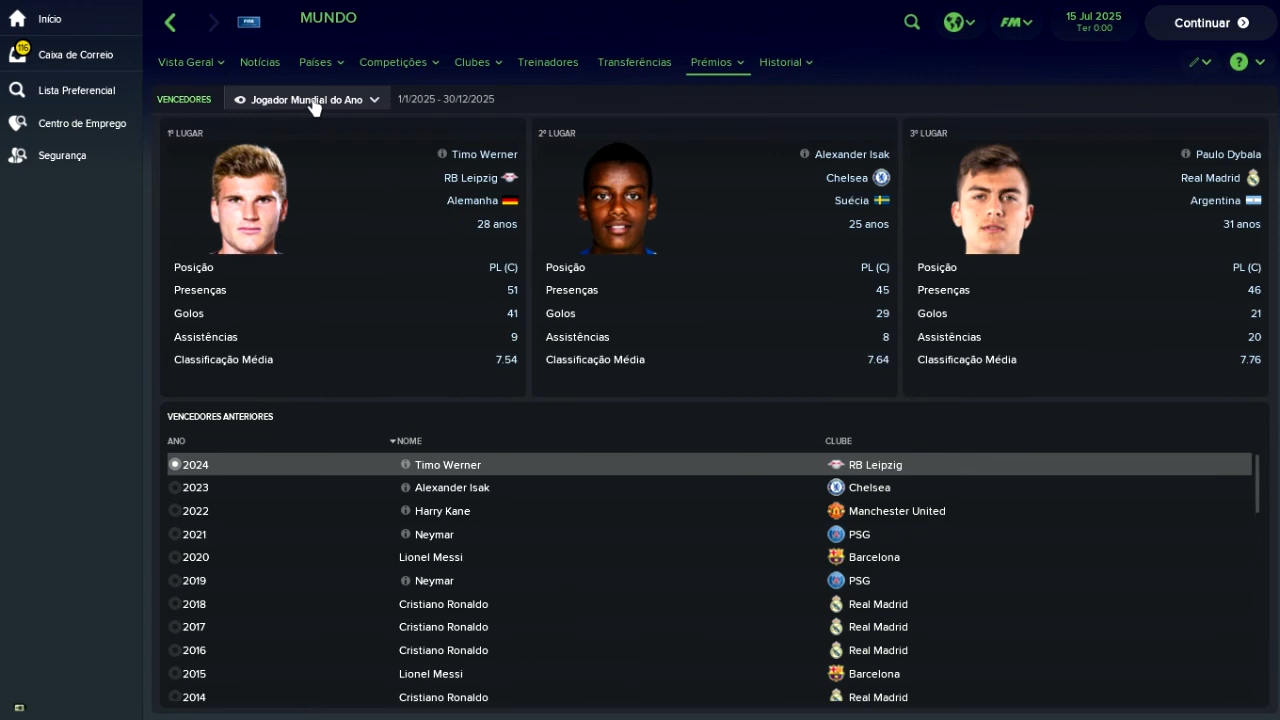 Início
MUNDO
15 Jul 2025
Ter 0:00
Continuar
116
Caixa de Correio
Vista Geral
Notícias
Países
Competições
Clubes
Treinadores
Transferências
Prémios
Historial
Lista Preferencial
VENCEDORES
Jogador Mundial do Ano
1/1/2025 - 30/12/2025
Centro de Emprego
Segurança
1º LUGAR
Timo Werner
RB Leipzig
Alemanha
28 anos
Posição PL (C)
Presenças 51
Golos 41
Assistências 9
Classificação Média 7.54
2º LUGAR
Alexander Isak
Chelsea
Suécia
25 anos
Posição PL (C)
Presenças 45
Golos 29
Assistências 8
Classificação Média 7.64
3º LUGAR
Paulo Dybala
Real Madrid
Argentina
31 anos
Posição PL (C)
Presenças 46
Golos 21
Assistências 20
Classificação Média 7.76
VENCEDORES ANTERIORES
ANO NOME CLUBE
2024 Timo Werner RB Leipzig
2023 Alexander Isak Chelsea
2022 Harry Kane Manchester United
2021 Neymar PSG
2020 Lionel Messi Barcelona
2019 Neymar PSG
2018 Cristiano Ronaldo Real Madrid
2017 Cristiano Ronaldo Real Madrid
2016 Cristiano Ronaldo Real Madrid
2015 Lionel Messi Barcelona
2014 Cristiano Ronaldo Real Madrid
FM
?